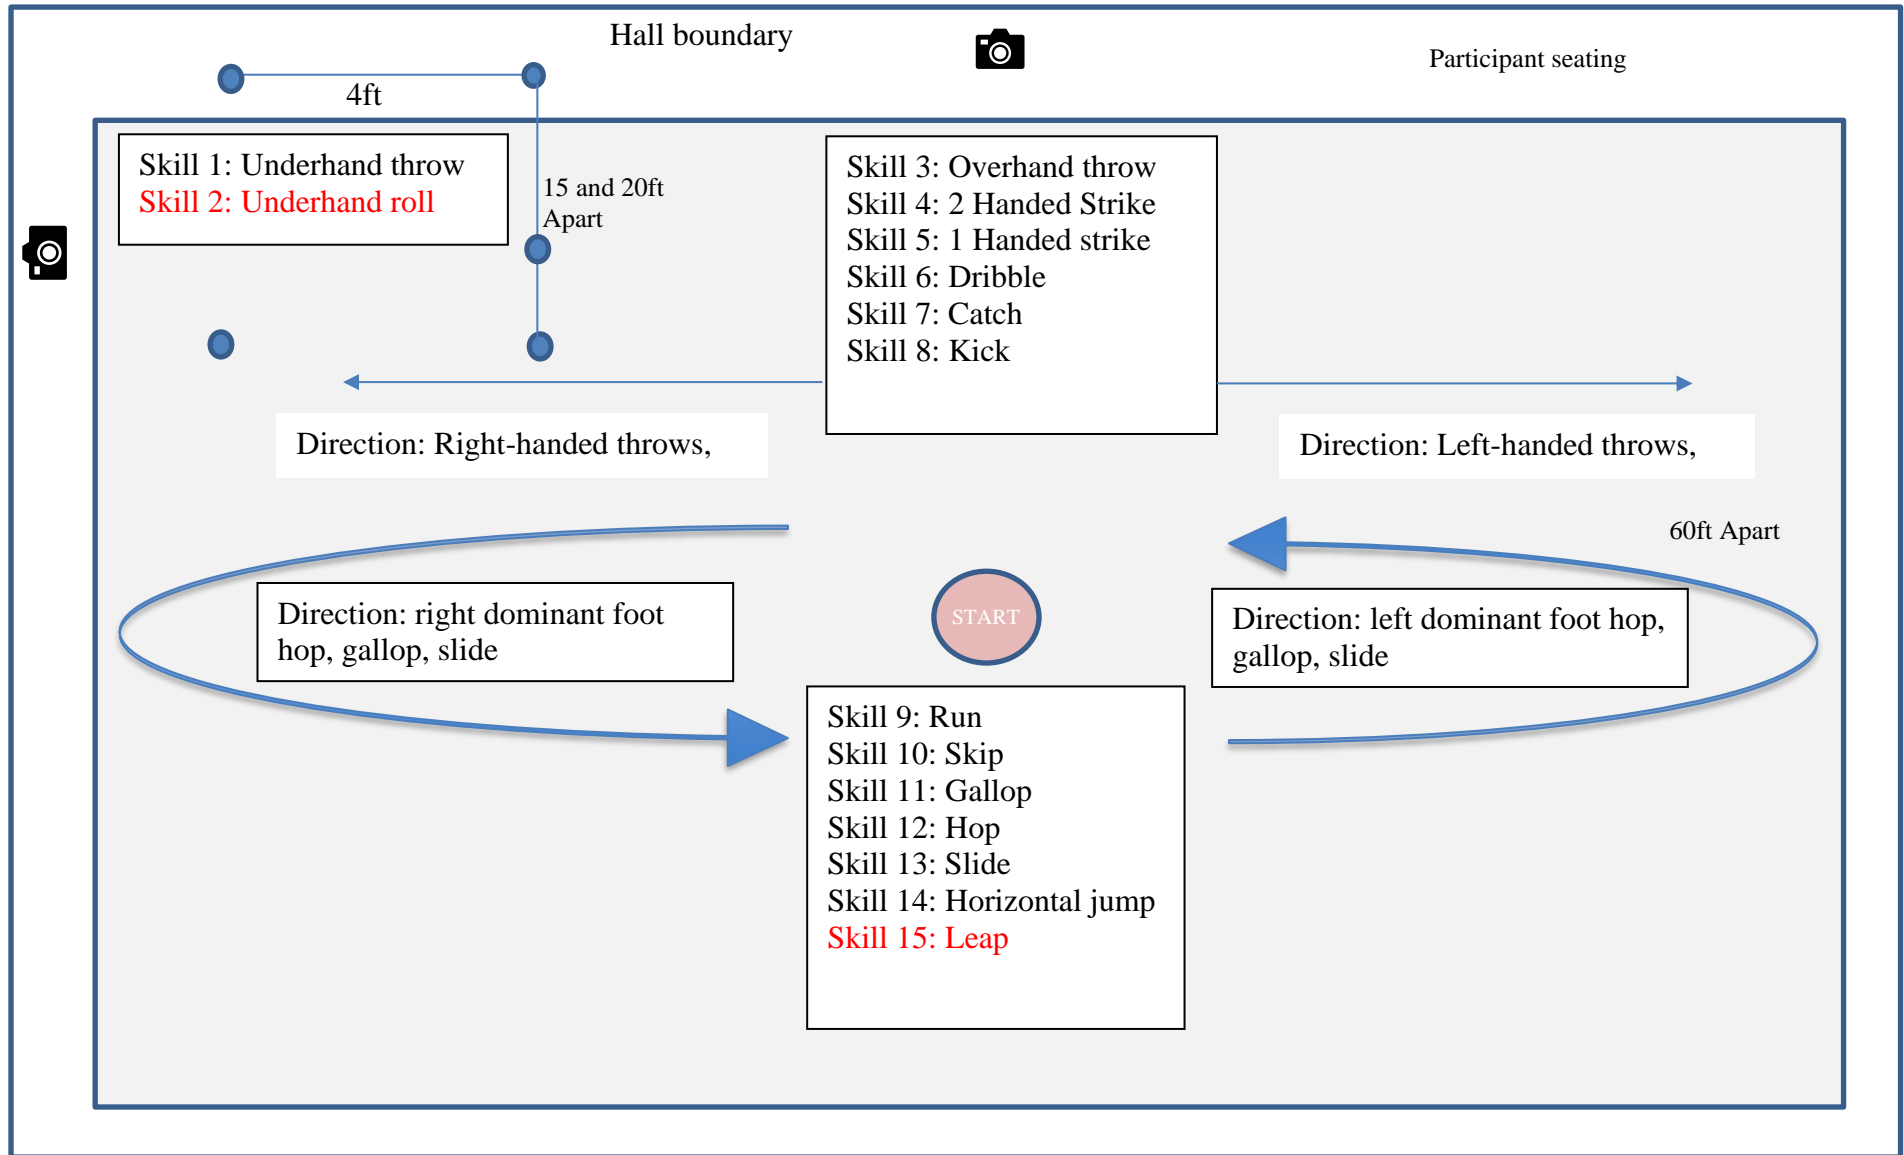 Hall boundary
Participant seating
4ft
Skill 1: Underhand throw
Skill 2: Underhand roll
15 and 20ft
Apart
Skill 3: Overhand throw
Skill 4: 2 Handed Strike
Skill 5: 1 Handed strike
Skill 6: Dribble
Skill 7: Catch
Skill 8: Kick
Direction: Right-handed throws,
Direction: Left-handed throws,
60ft Apart
Direction: right dominant foot
hop, gallop, slide
START
Direction: left dominant foot hop,
gallop, slide
Skill 9: Run
Skill 10: Skip
Skill 11: Gallop
Skill 12: Hop
Skill 13: Slide
Skill 14: Horizontal jump
Skill 15: Leap